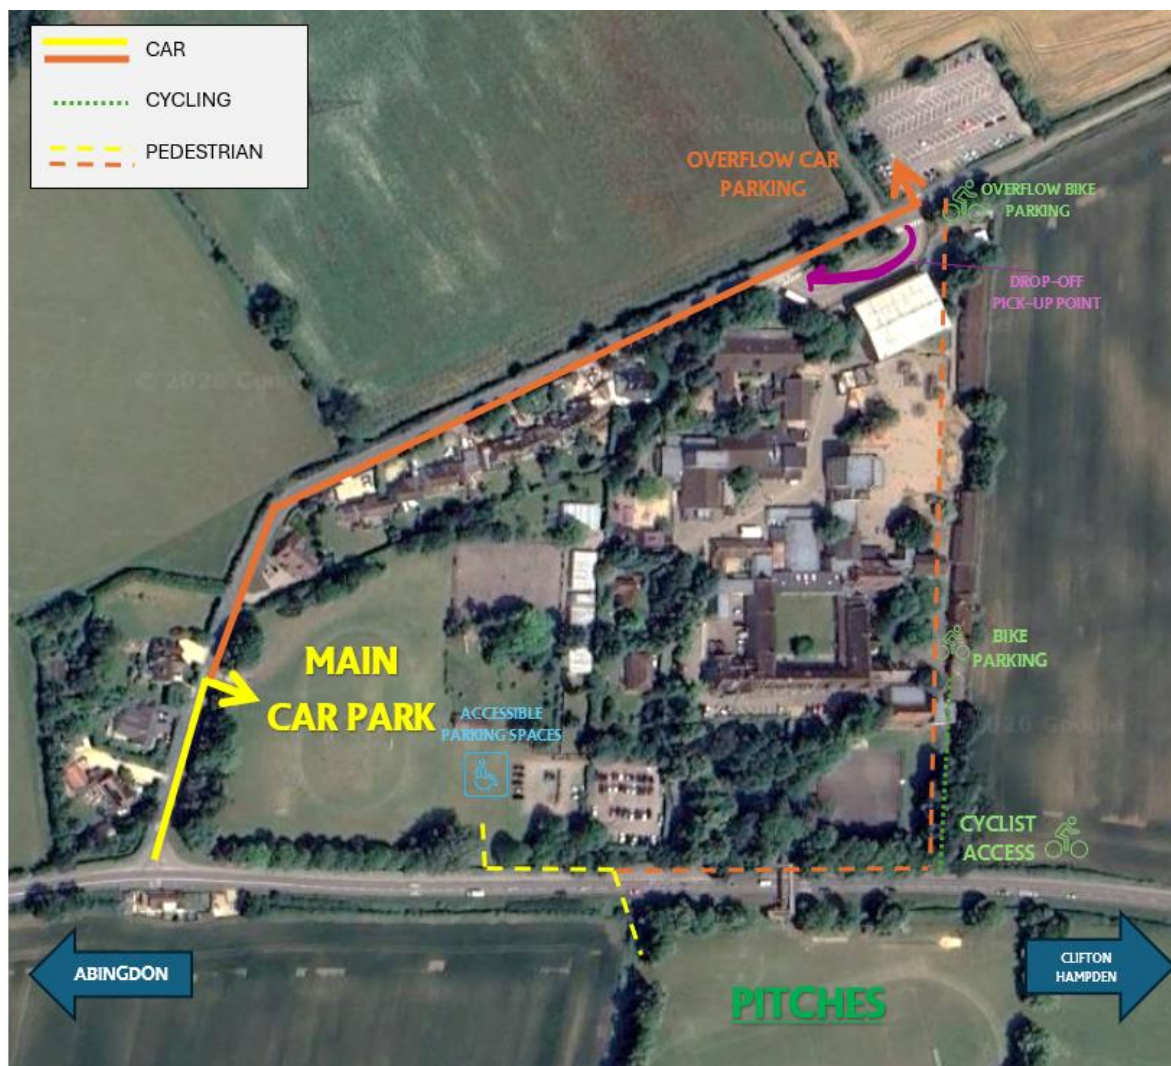 CAR
CYCLING
PEDESTRIAN
OVERFLOW CAR
PARKING
OVERFLOW BIKE
PARKING
DROP-OFF
PICK-UP POINT
MAIN
CAR PARK
BIKE
PARKING
ACCESSIBLE
PARKING SPACES
CYCLIST
ACCESS
ABINGDON
CLIFTON
HAMPDEN
PITCHES